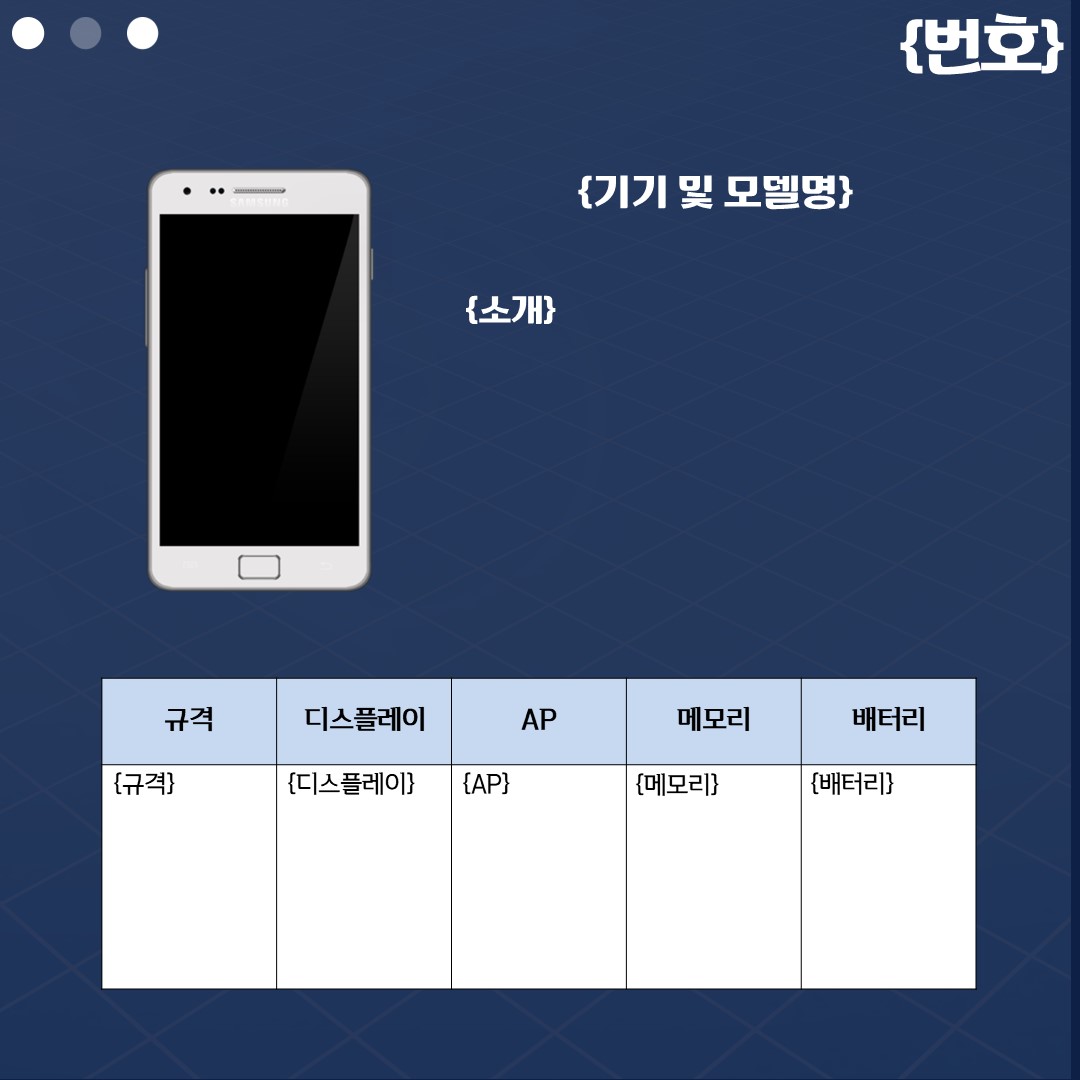 {번호}
{기기 및 모델명}
SAMSUNG
{소개}
규격 디스플레이 AP 메모리 배터리
{규격} {디스플레이} {AP} {메모리} {배터리}